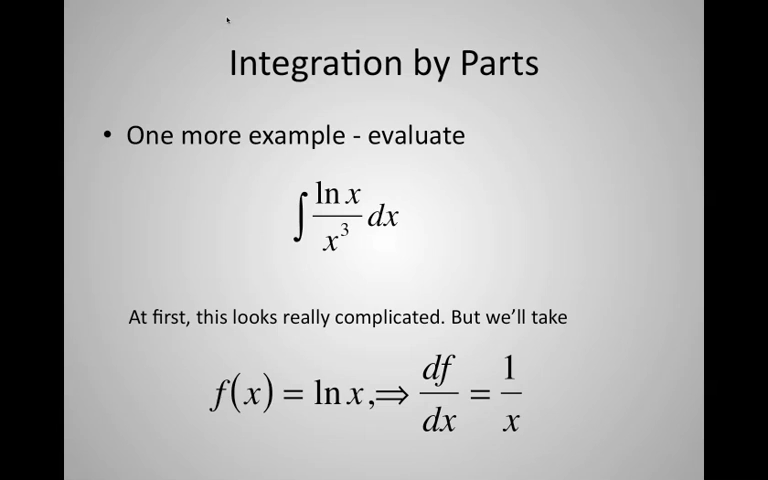 Integration by Parts
• One more example - evaluate
∫ ln x / x³ dx
At first, this looks really complicated. But we'll take
f(x) = ln x, ⇒ df/dx = 1/x